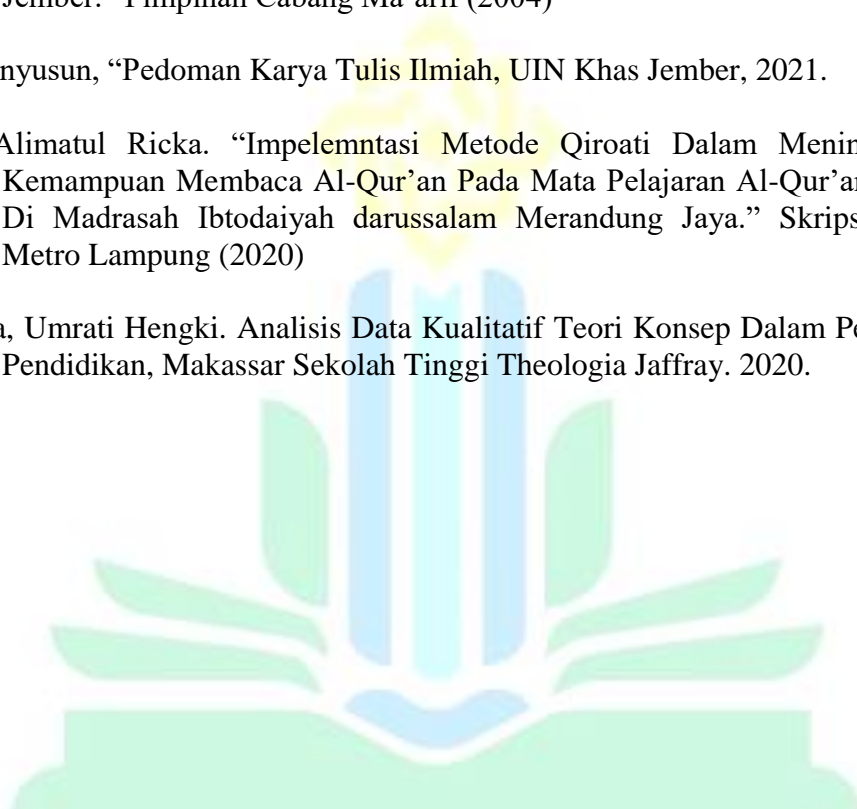 Jember.” Pimpinan Cabang Ma’arif (2004)
nyusun, “Pedoman Karya Tulis Ilmiah, UIN Khas Jember, 2021.
Alimatul Ricka. “Impelemntasi Metode Qiroati Dalam Menin
Kemampuan Membaca Al-Qur’an Pada Mata Pelajaran Al-Qur’an
Di Madrasah Ibtodaiyah darussalam Merandung Jaya.” Skrips
Metro Lampung (2020)
a, Umrati Hengki. Analisis Data Kualitatif Teori Konsep Dalam Pe
Pendidikan, Makassar Sekolah Tinggi Theologia Jaffray. 2020.